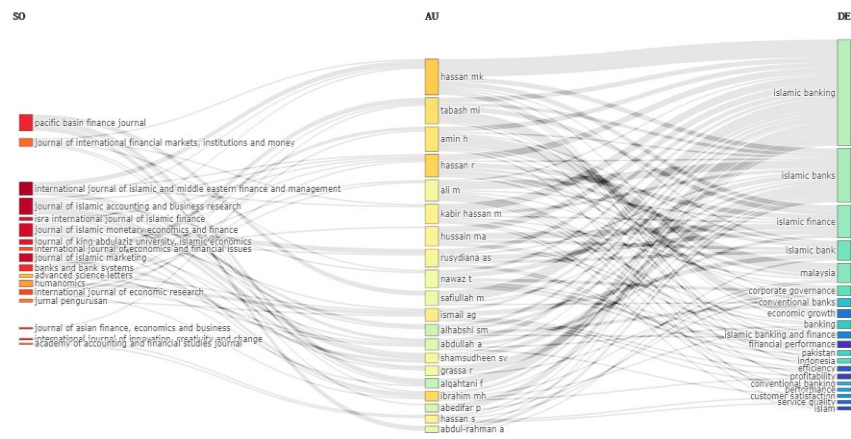 SO
AU
DE
pacific basin finance journal
journal of international financial markets, institutions and money
international journal of islamic and middle eastern finance and management
journal of islamic accounting and business research
isra international journal of islamic finance
journal of islamic monetary economics and finance
journal of king abdulaziz university, islamic economics
international journal of economics and financial issues
journal of islamic marketing
banks and bank systems
advanced science letters
humanomics
international journal of economic research
jurnal pengurusan
journal of asian finance, economics and business
international journal of innovation, creativity and change
academy of accounting and financial studies journal
hassan mk
tabash mi
amin h
hassan r
ali m
kabir hassan m
hussain ma
rusydiana as
nawaz t
safiullah m
ismail ag
alhabshi sm
abdullah a
shamsudheen sv
grassa r
alqahtani f
ibrahim mh
abedifar p
hassan s
abdul-rahman a
islamic banking
islamic banks
islamic finance
islamic bank
malaysia
corporate governance
conventional banks
economic growth
banking
islamic banking and finance
financial performance
pakistan
indonesia
efficiency
profitability
conventional banking
performance
customer satisfaction
service quality
islam